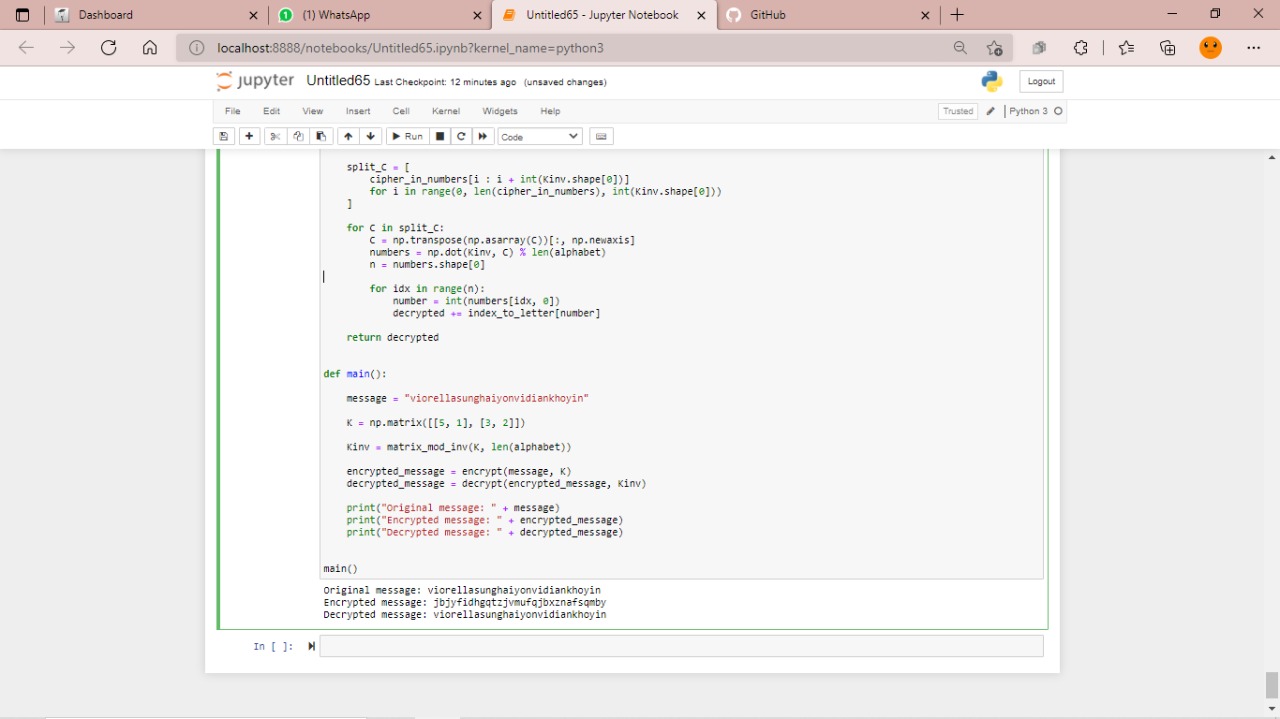 Dashboard
(1) WhatsApp
Untitled65 - Jupyter Notebook
GitHub
localhost:8888/notebooks/Untitled65.ipynb?kernel_name=python3
jupyter Untitled65 Last Checkpoint: 12 minutes ago (unsaved changes)
Logout
File Edit View Insert Cell Kernel Widgets Help
Trusted Python 3
Run Code
split_C = [
cipher_in_numbers[i : i + int(Kinv.shape[0])]
for i in range(0, len(cipher_in_numbers), int(Kinv.shape[0]))
]
for C in split_C:
C = np.transpose(np.asarray(C))[:, np.newaxis]
numbers = np.dot(Kinv, C) % len(alphabet)
n = numbers.shape[0]
for idx in range(n):
number = int(numbers[idx, 0])
decrypted += index_to_letter[number]
return decrypted
def main():
message = "viorellasunghaiyonvidiankhoyin"
K = np.matrix([[5, 1], [3, 2]])
Kinv = matrix_mod_inv(K, len(alphabet))
encrypted_message = encrypt(message, K)
decrypted_message = decrypt(encrypted_message, Kinv)
print("Original message: " + message)
print("Encrypted message: " + encrypted_message)
print("Decrypted message: " + decrypted_message)
main()
Original message: viorellasunghaiyonvidiankhoyin
Encrypted message: jbjyfidhgqtzjvmufqjbxznafsqmby
Decrypted message: viorellasunghaiyonvidiankhoyin
In [ ]: